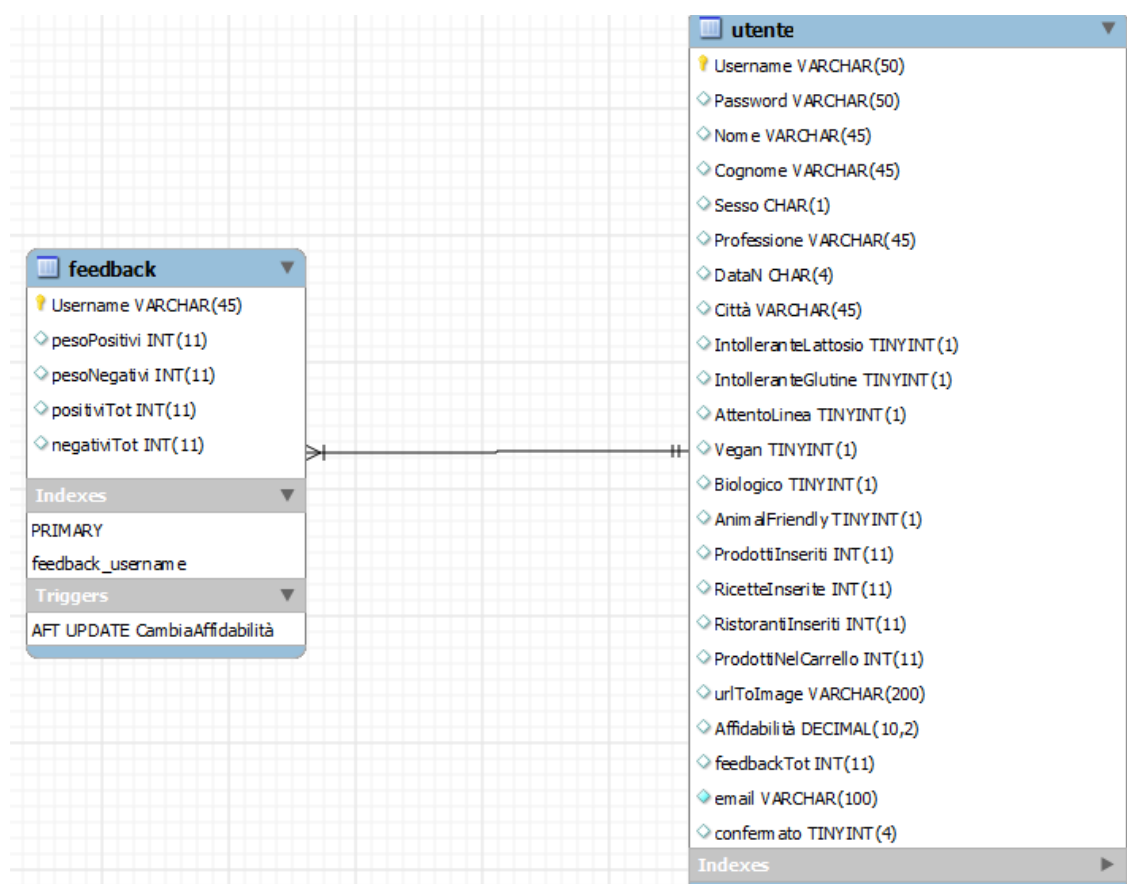 utente
Username VARCHAR(50)
Password VARCHAR(50)
Nome VARCHAR(45)
Cognome VARCHAR(45)
Sesso CHAR(1)
Professione VARCHAR(45)
DataN CHAR(4)
Città VARCHAR(45)
IntolleranteLattosio TINYINT(1)
IntolleranteGlutine TINYINT(1)
AttentoLinea TINYINT(1)
Vegan TINYINT(1)
Biologico TINYINT(1)
AnimalFriendly TINYINT(1)
ProdottiInseriti INT(11)
RicetteInserite INT(11)
RistorantiInseriti INT(11)
ProdottiNelCarrello INT(11)
urlToImage VARCHAR(200)
Affidabilità DECIMAL(10,2)
feedbackTot INT(11)
email VARCHAR(100)
confermato TINYINT(4)
Indexes
feedback
Username VARCHAR(45)
pesoPositivi INT(11)
pesoNegativi INT(11)
positiviTot INT(11)
negativiTot INT(11)
Indexes
PRIMARY
feedback_username
Triggers
AFT UPDATE CambiaAffidabilità